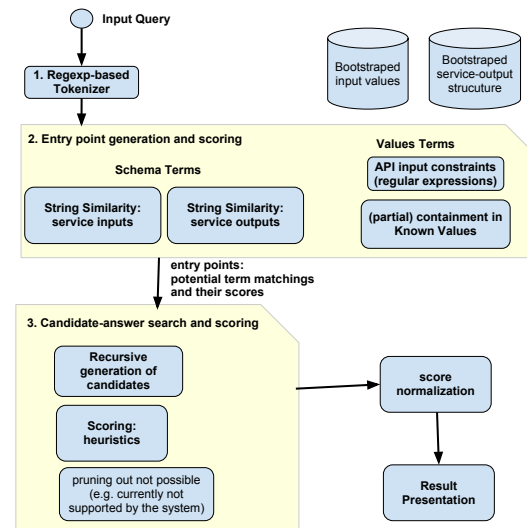 Input Query
1. Regexp-based
Tokenizer
Bootstraped
input values
Bootstraped
service-output
strucuture
2. Entry point generation and scoring
Values Terms
Schema Terms
API input constraints
(regular expressions)
String Similarity:
service inputs
String Similarity:
service outputs
(partial) containment in
Known Values
entry points:
potential term matchings
and their scores
3. Candidate-answer search and scoring
Recursive
generation of
candidates
score
normalization
Scoring:
heuristics
pruning out not possible
(e.g. currently not
supported by the system)
Result
Presentation